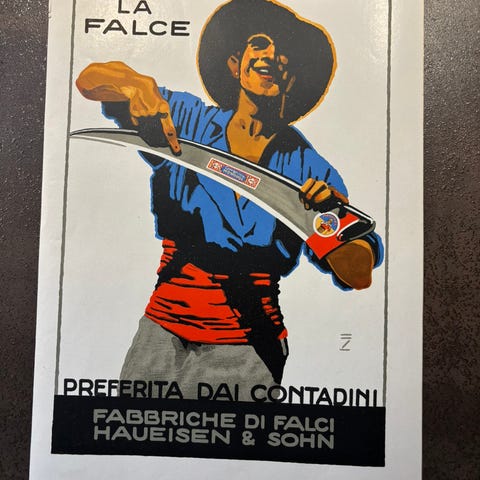 LA
FALCE
PREFERITA DAI CONTADINI
FABBRICHE DI FALCI
HAUEISEN & SOHN